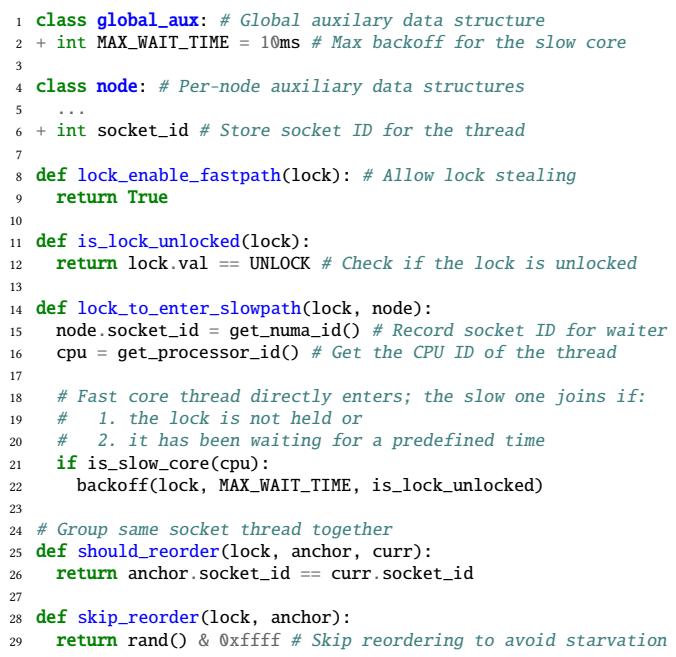 1 class global_aux: # Global auxilary data structure
2 + int MAX_WAIT_TIME = 10ms # Max backoff for the slow core
3
4 class node: # Per-node auxiliary data structures
5   ...
6 + int socket_id # Store socket ID for the thread
7
8 def lock_enable_fastpath(lock): # Allow lock stealing
9   return True
10
11 def is_lock_unlocked(lock):
12   return lock.val == UNLOCK # Check if the lock is unlocked
13
14 def lock_to_enter_slowpath(lock, node):
15   node.socket_id = get_numa_id() # Record socket ID for waiter
16   cpu = get_processor_id() # Get the CPU ID of the thread
17
18   # Fast core thread directly enters; the slow one joins if:
19   #   1. the lock is not held or
20   #   2. it has been waiting for a predefined time
21   if is_slow_core(cpu):
22     backoff(lock, MAX_WAIT_TIME, is_lock_unlocked)
23
24 # Group same socket thread together
25 def should_reorder(lock, anchor, curr):
26   return anchor.socket_id == curr.socket_id
27
28 def skip_reorder(lock, anchor):
29   return rand() & 0xffff # Skip reordering to avoid starvation